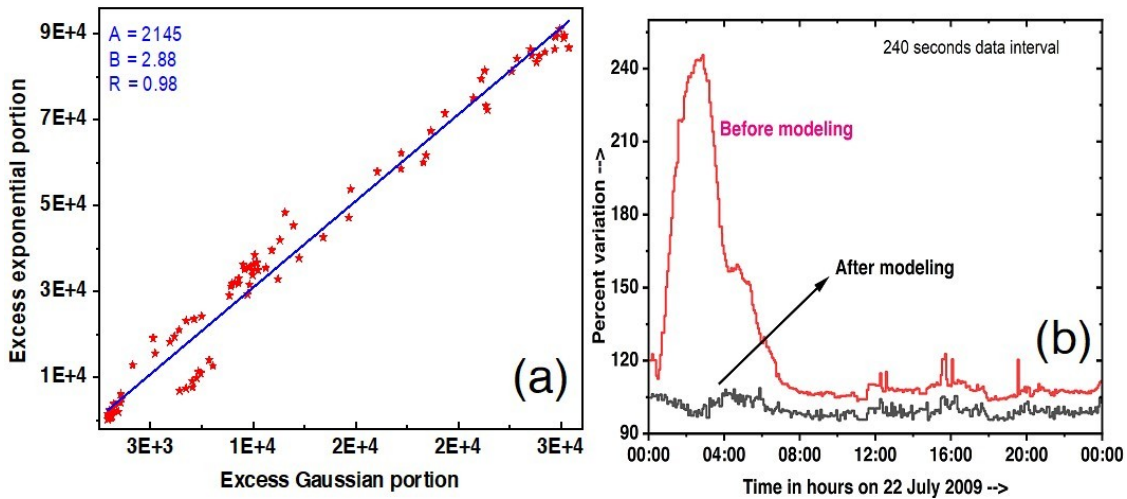 A = 2145
B = 2.88
R = 0.98
9E+4
7E+4
5E+4
3E+4
1E+4
Excess exponential portion
(a)
3E+3
1E+4
2E+4
2E+4
3E+4
Excess Gaussian portion
240 seconds data interval
Before modeling
After modeling
(b)
240
210
180
150
120
90
Percent variation -->
00:00
04:00
08:00
12:00
16:00
20:00
00:00
Time in hours on 22 July 2009 -->